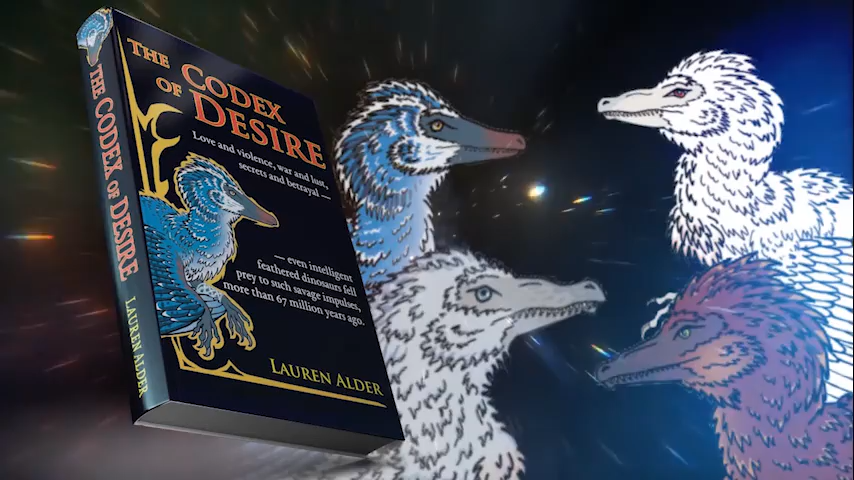 THE CODEX
OF DESIRE
Love and violence, war and lust,
secrets and betrayal —
— even intelligent
feathered dinosaurs fell
prey to such savage impulses,
more than 67 million years ago.
LAUREN ALDER
THE CODEX OF DESIRE
LAUREN ALDER